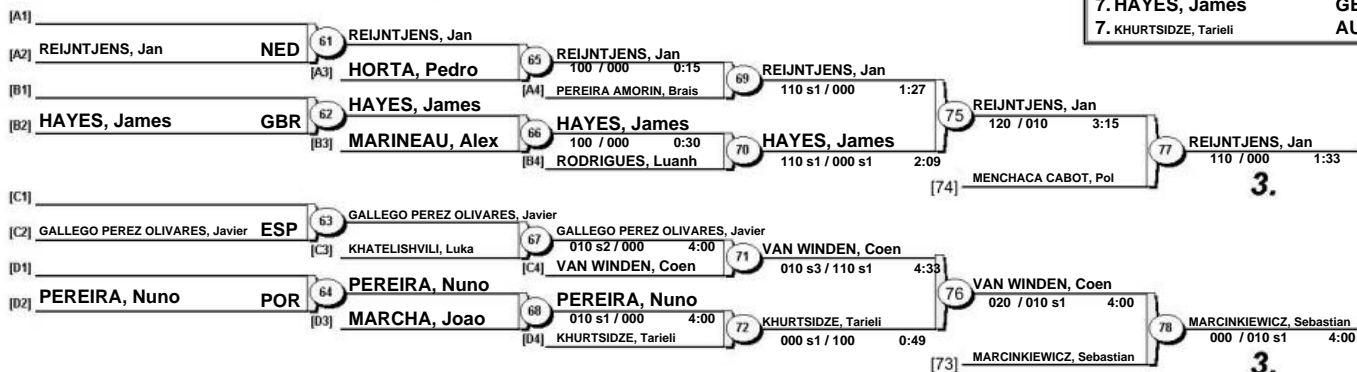 7. HAYES, James
7. KHURTSIDZE, Tarieli
[A1]
[A2] REIJNTJENS, Jan NED
61 REIJNTJENS, Jan
[A3] HORTA, Pedro
65 REIJNTJENS, Jan
100 / 000 0:15
[A4] PEREIRA AMORIN, Brais
69 REIJNTJENS, Jan
110 s1 / 000 1:27
[B1]
[B2] HAYES, James GBR
62 HAYES, James
[B3] MARINEAU, Alex
66 HAYES, James
100 / 000 0:30
[B4] RODRIGUES, Luanh
70 HAYES, James
110 s1 / 000 s1 2:09
75 REIJNTJENS, Jan
120 / 010 3:15
[74] MENCHACA CABOT, Pol
77 REIJNTJENS, Jan
110 / 000 1:33
3.
[C1]
[C2] GALLEGO PEREZ OLIVARES, Javier ESP
63 GALLEGO PEREZ OLIVARES, Javier
[C3] KHATELISHVILI, Luka
67 GALLEGO PEREZ OLIVARES, Javier
010 s2 / 000 4:00
[C4] VAN WINDEN, Coen
71 VAN WINDEN, Coen
010 s3 / 110 s1 4:33
[D1]
[D2] PEREIRA, Nuno POR
64 PEREIRA, Nuno
[D3] MARCHA, Joao
68 PEREIRA, Nuno
010 s1 / 000 4:00
[D4] KHURTSIDZE, Tarieli
72 KHURTSIDZE, Tarieli
000 s1 / 100 0:49
76 VAN WINDEN, Coen
020 / 010 s1 4:00
[73] MARCINKIEWICZ, Sebastian
78 MARCINKIEWICZ, Sebastian
000 / 010 s1 4:00
3.